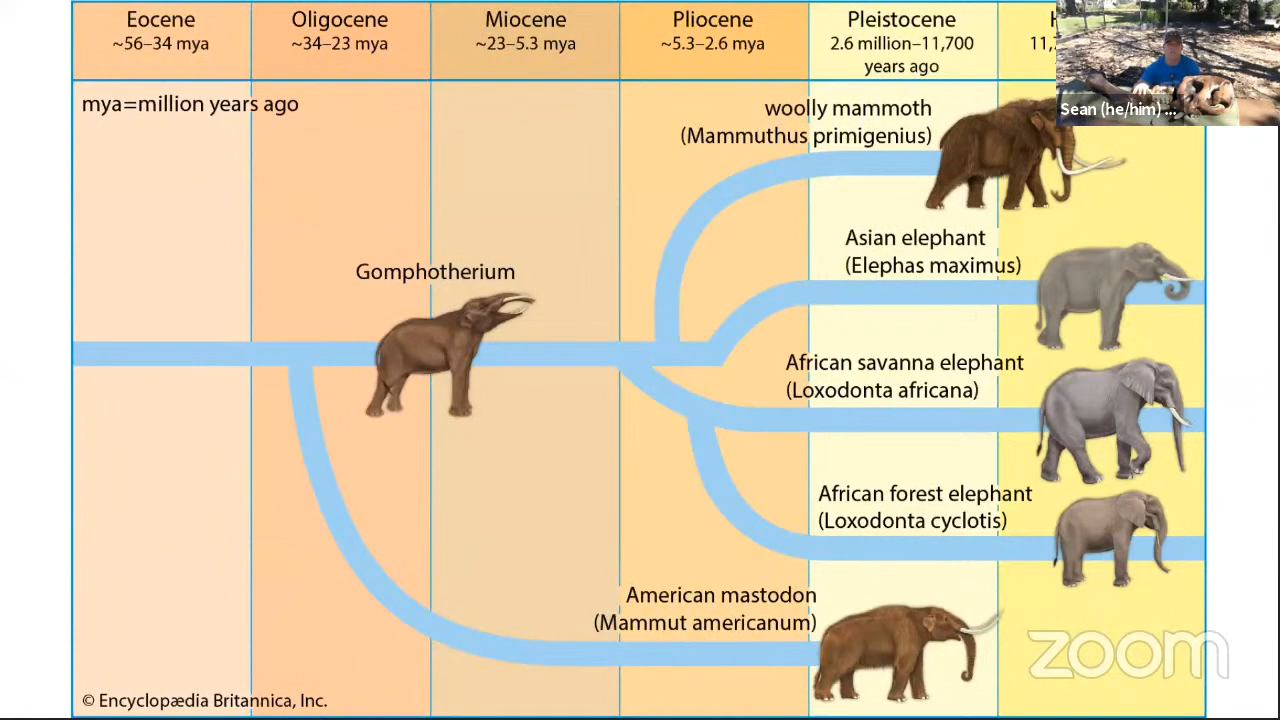 Eocene
~56–34 mya
Oligocene
~34–23 mya
Miocene
~23–5.3 mya
Pliocene
~5.3–2.6 mya
Pleistocene
2.6 million–11,700
years ago
H
11,
Sean (he/him) ...
mya=million years ago
woolly mammoth
(Mammuthus primigenius)
Asian elephant
(Elephas maximus)
Gomphotherium
African savanna elephant
(Loxodonta africana)
African forest elephant
(Loxodonta cyclotis)
American mastodon
(Mammut americanum)
zoom
© Encyclopædia Britannica, Inc.